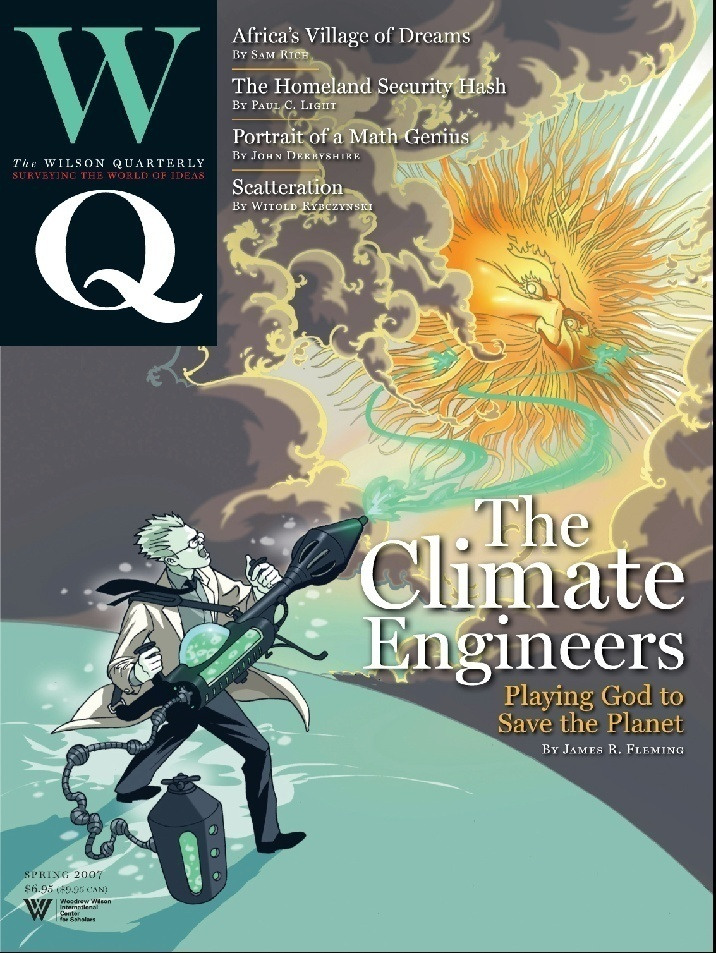 W
The WILSON QUARTERLY
SURVEYING THE WORLD OF IDEAS
Q
Africa's Village of Dreams
BY SAM RICH
The Homeland Security Hash
BY PAUL C. LIGHT
Portrait of a Math Genius
BY JOHN DERBYSHIRE
Scatteration
BY WITOLD RYBCZYNSKI
The
Climate
Engineers
Playing God to
Save the Planet
BY JAMES R. FLEMING
SPRING 2007
$6.95 ($9.95 CAN)
W
Woodrow Wilson
International
Center
for Scholars